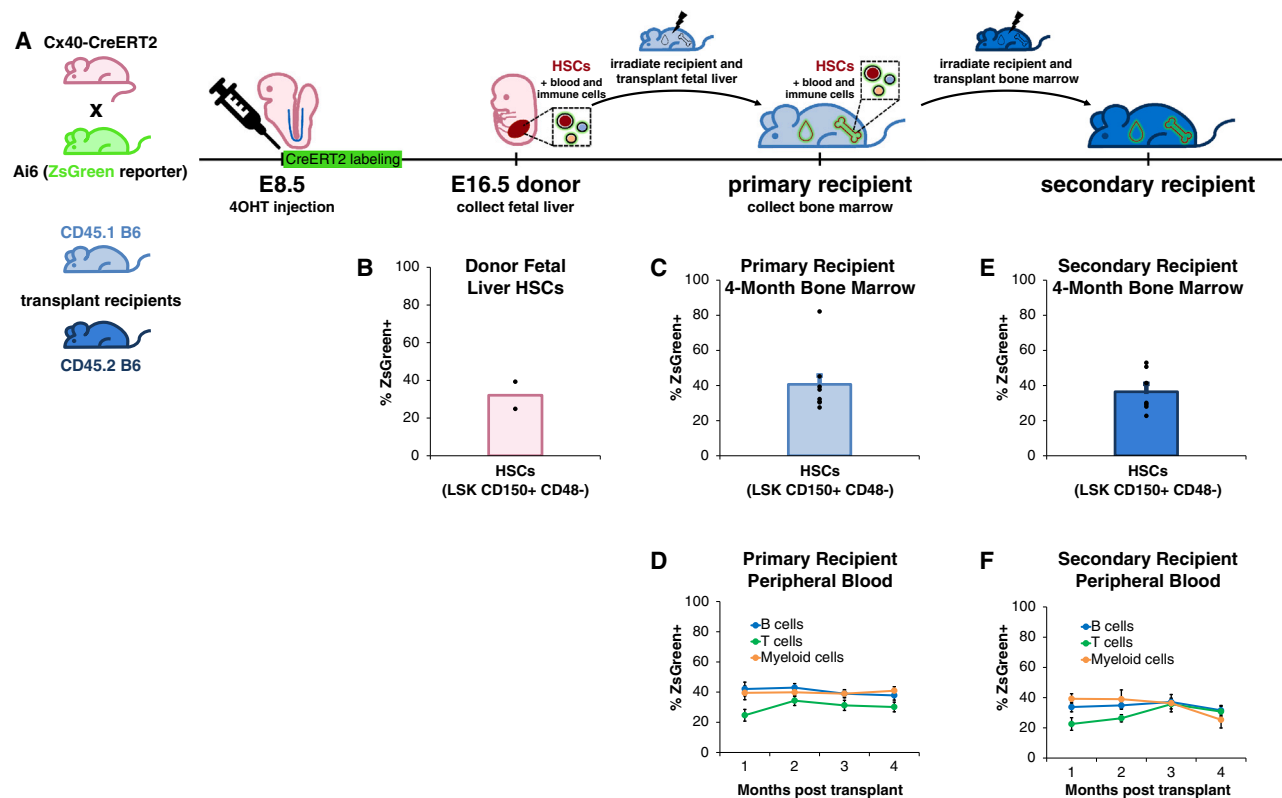 A
Cx40-CreERT2
x
Ai6 (ZsGreen reporter)
CD45.1 B6
transplant recipients
CD45.2 B6
HSCs
+ blood and
immune cells
irradiate recipient and
transplant fetal liver
HSCs
+ blood and
immune cells
irradiate recipient and
transplant bone marrow
CreERT2 labeling
E8.5
4OHT injection
E16.5 donor
collect fetal liver
primary recipient
collect bone marrow
secondary recipient
B
Donor Fetal
Liver HSCs
% ZsGreen+
100
80
60
40
20
0
HSCs
(LSK CD150+ CD48-)
C
Primary Recipient
4-Month Bone Marrow
% ZsGreen+
100
80
60
40
20
0
HSCs
(LSK CD150+ CD48-)
E
Secondary Recipient
4-Month Bone Marrow
% ZsGreen+
100
80
60
40
20
0
HSCs
(LSK CD150+ CD48-)
D
Primary Recipient
Peripheral Blood
% ZsGreen+
100
80
60
40
20
0
B cells
T cells
Myeloid cells
1 2 3 4
Months post transplant
F
Secondary Recipient
Peripheral Blood
% ZsGreen+
100
80
60
40
20
0
B cells
T cells
Myeloid cells
1 2 3 4
Months post transplant